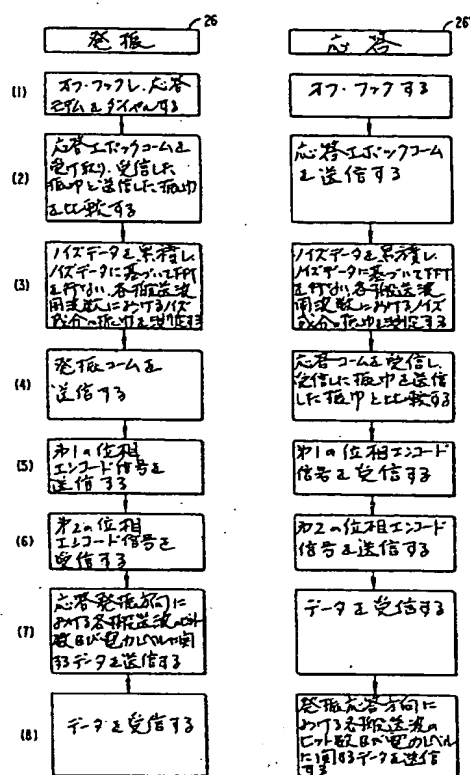 26
26
発振
応答
(1)
オフ・フックし、応答
モデムをダイヤルする
オフ・フックする
(2)
応答エポックコームを
受け取り、受信した
振巾と送信した振巾
を比較する
応答エポックコーム
を送信する
(3)
ノイズデータを累積し、
ノイズデータに基づいてFFT
を行ない、各搬送波
周波数におけるノイズ
成分の振巾を決定する
ノイズデータを累積し、
ノイズデータに基づいてFFT
を行ない、各搬送波
周波数におけるノイズ
成分の振巾を決定する
(4)
発振コームを
送信する
応答コームを受信し、
受信した振巾を送信
した振巾と比較する
(5)
第1の位相
エンコード信号を
送信する
第1の位相エンコード
信号を受信する
(6)
第2の位相
エンコード信号を
受信する
第2の位相エンコード
信号を送信する
(7)
応答発振方向に
おける各搬送波のビット
数及び電力レベルに関
するデータを送信する
データを受信する
(8)
データを受信する
発振応答方向に
おける各搬送波の
ビット数及び電力レベル
に関するデータを送信
する